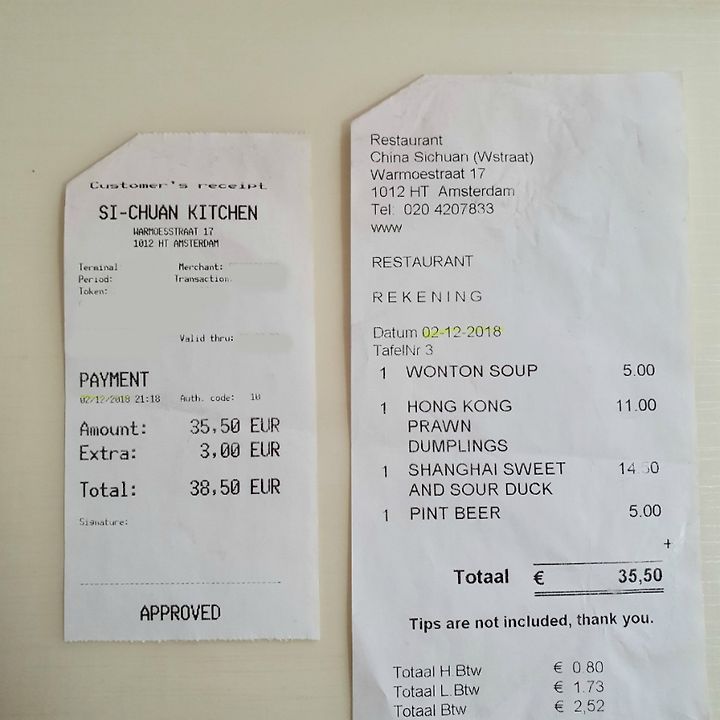 Customer's receipt
SI-CHUAN KITCHEN
WARMOESSTRAAT 17
1012 HT AMSTERDAM
Terminal Merchant:
Period: Transaction
Token:
Valid thru:
PAYMENT
02/12/2018 21:18 Auth. code: 10
Amount: 35,50 EUR
Extra: 3,00 EUR
Total: 38,50 EUR
Signature:
APPROVED
Restaurant
China Sichuan (Wstraat)
Warmoestraat 17
1012 HT Amsterdam
Tel: 020 4207833
www
RESTAURANT
REKENING
Datum 02-12-2018
TafelNr 3
1 WONTON SOUP 5.00
1 HONG KONG 11.00
PRAWN
DUMPLINGS
1 SHANGHAI SWEET 14.50
AND SOUR DUCK
1 PINT BEER 5.00
+
Totaal € 35,50
Tips are not included, thank you.
Totaal H.Btw € 0.80
Totaal L.Btw € 1.73
Totaal Btw € 2,52